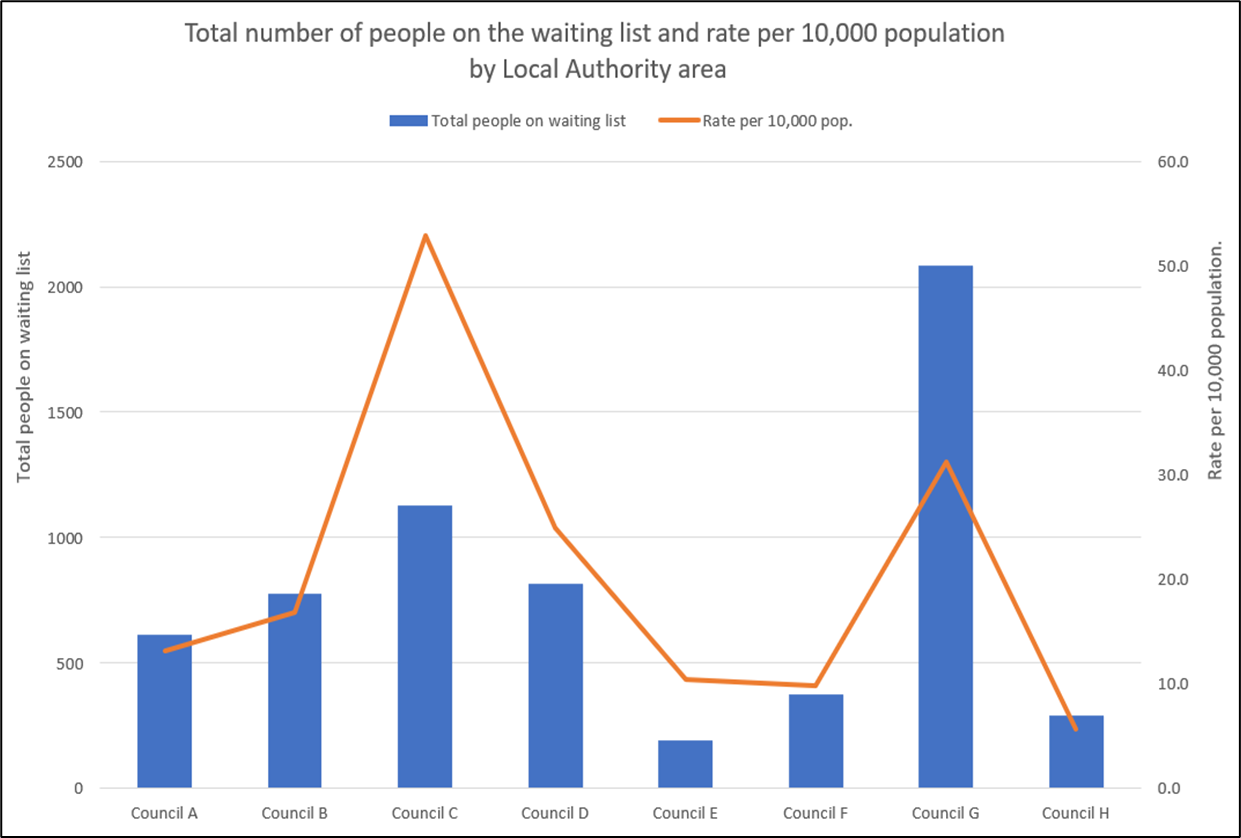 Total number of people on the waiting list and rate per 10,000 population
by Local Authority area
Total people on waiting list
Rate per 10,000 pop.
2500
2000
1500
1000
500
0
Total people on waiting list
60.0
50.0
40.0
30.0
20.0
10.0
0.0
Rate per 10,000 population.
Council A
Council B
Council C
Council D
Council E
Council F
Council G
Council H